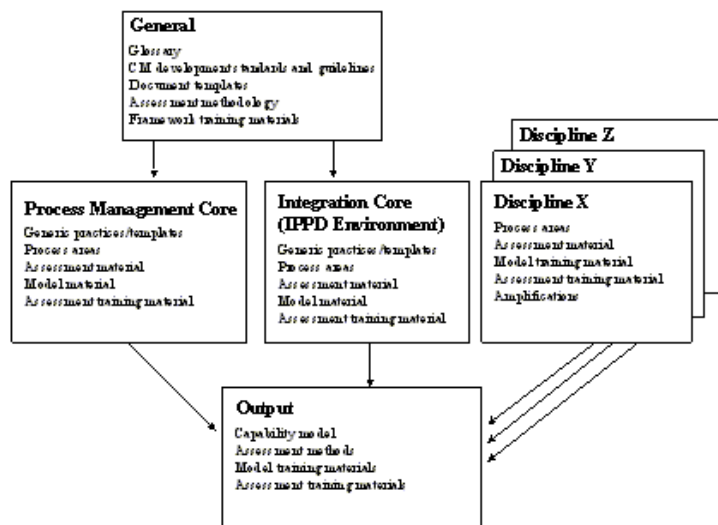 General
Glossary
CM development standards and guidelines
Document templates
Assessment methodology
Framework training materials
Process Management Core
Generic practices/templates
Process areas
Assessment material
Model material
Assessment training material
Integration Core
(IPPD Environment)
Generic practices/templates
Process areas
Assessment material
Model material
Assessment training material
Discipline Z
Discipline Y
Discipline X
Process areas
Assessment material
Model training material
Assessment training material
Amplifications
Output
Capability model
Assessment methods
Model training materials
Assessment training materials